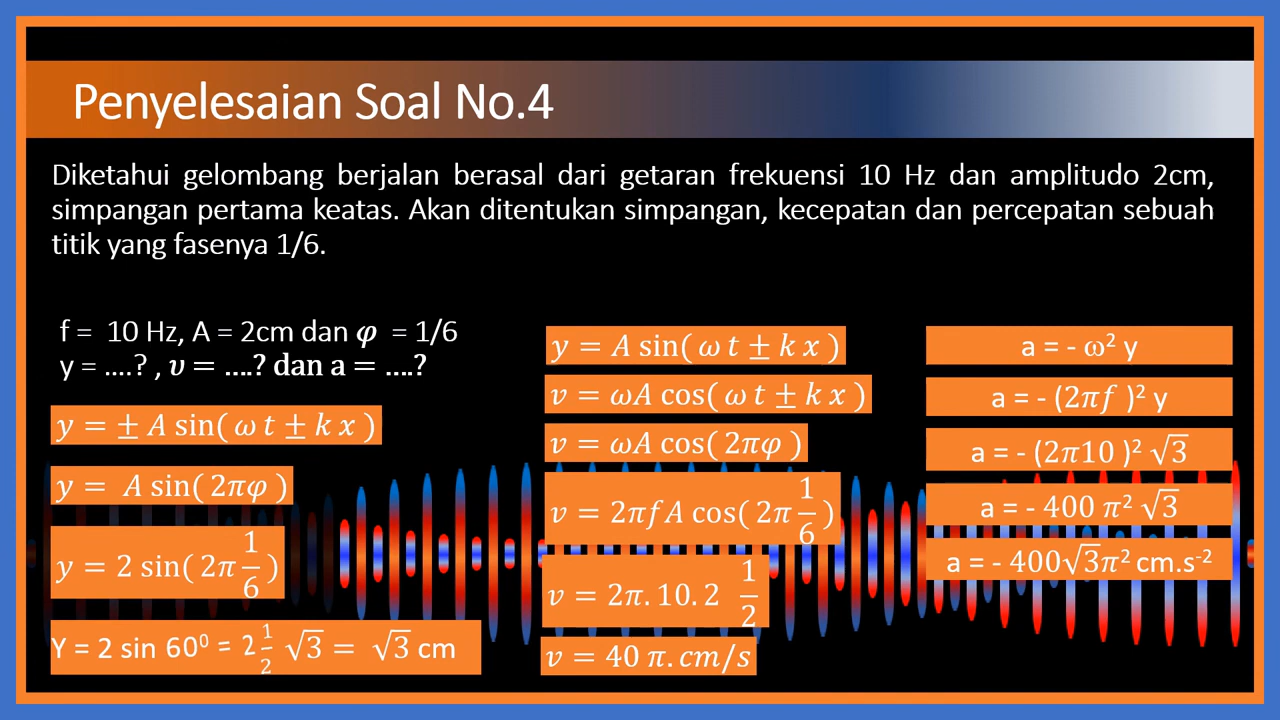 Penyelesaian Soal No.4
Diketahui gelombang berjalan berasal dari getaran frekuensi 10 Hz dan amplitudo 2cm,
simpangan pertama keatas. Akan ditentukan simpangan, kecepatan dan percepatan sebuah
titik yang fasenya 1/6.
f = 10 Hz, A = 2cm dan φ = 1/6
y = ....? , υ = ....? dan a = ....?
y = ± A sin( ω t ± k x )
y = A sin( 2πφ )
y = 2 sin( 2π 1/6 )
Y = 2 sin 60⁰ = 2 1/2 √3 = √3 cm
y = A sin( ω t ± k x )
v = ωA cos( ω t ± k x )
v = ωA cos( 2πφ )
v = 2πfA cos( 2π 1/6 )
v = 2π. 10. 2 1/2
v = 40 π. cm/s
a = - ω² y
a = - (2πf )² y
a = - (2π10 )² √3
a = - 400 π² √3
a = - 400√3π² cm.s⁻²